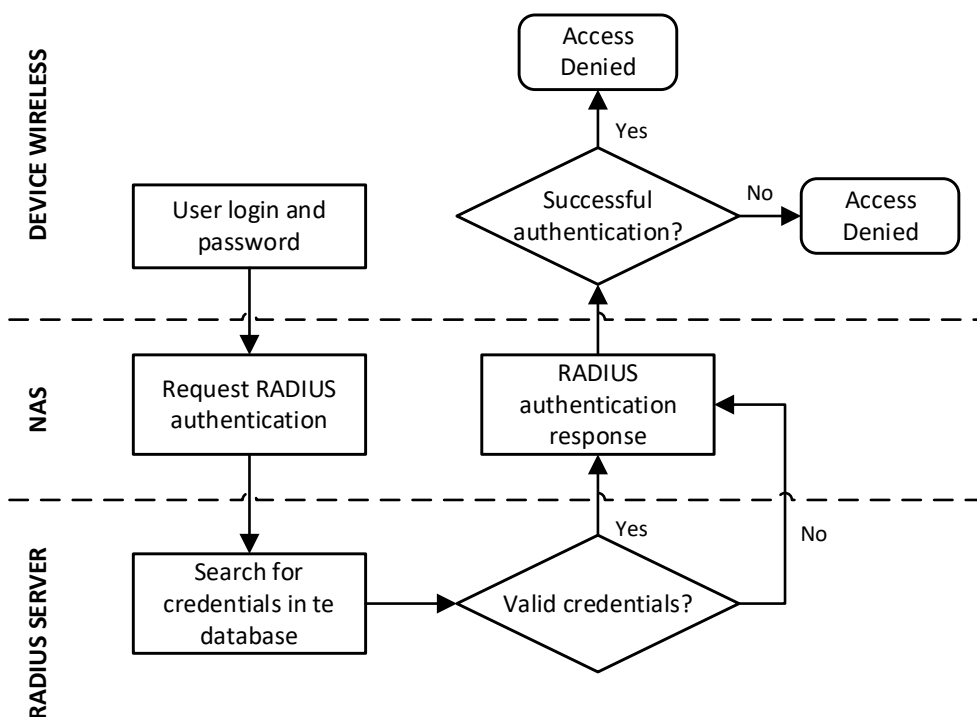 DEVICE WIRELESS
User login and
password
Access
Denied
Yes
Successful
authentication?
No
Access
Denied
NAS
Request RADIUS
authentication
RADIUS
authentication
response
RADIUS SERVER
Search for
credentials in te
database
Valid credentials?
Yes
No